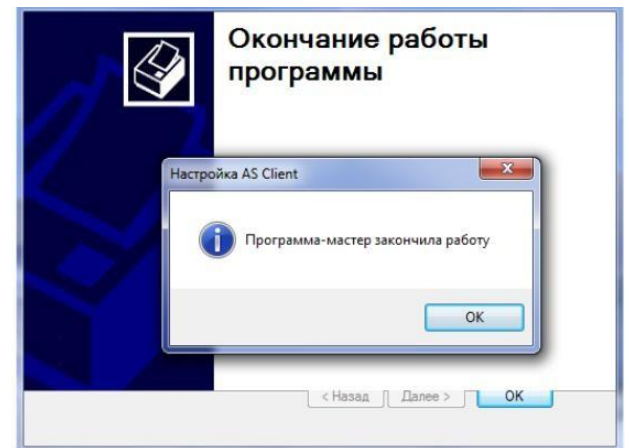 Окончание работы
программы
Настройка AS Client
Программа-мастер закончила работу
OK
< Назад Далее > OK